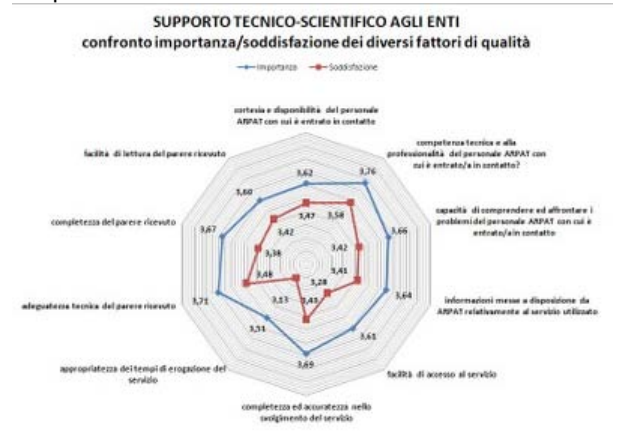 SUPPORTO TECNICO-SCIENTIFICO AGLI ENTI
confronto importanza/soddisfazione dei diversi fattori di qualità
Importanza Soddisfazione
cortesia e disponibilità del personale
ARPAT con cui è entrato in contatto
competenza tecnica e alla
professionalità del personale ARPAT con
cui è entrato/a in contatto?
capacità di comprendere ed affrontare i
problemi del personale ARPAT con cui è
entrato/a in contatto
informazioni messe a disposizione da
ARPAT relativamente al servizio utilizzato
facilità di accesso al servizio
completezza ed accuratezza nello
svolgimento del servizio
appropriatezza dei tempi di erogazione del
servizio
adeguatezza tecnica del parere ricevuto
completezza del parere ricevuto
facilità di lettura del parere ricevuto
3,62
3,76
3,66
3,64
3,61
3,69
3,51
3,71
3,67
3,60
3,47
3,58
3,42
3,41
3,28
3,43
3,13
3,48
3,38
3,42